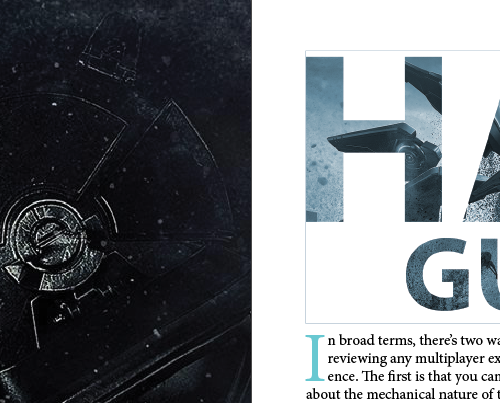 HA
GU
In broad terms, there's two wa
reviewing any multiplayer ex
ence. The first is that you can
about the mechanical nature of t